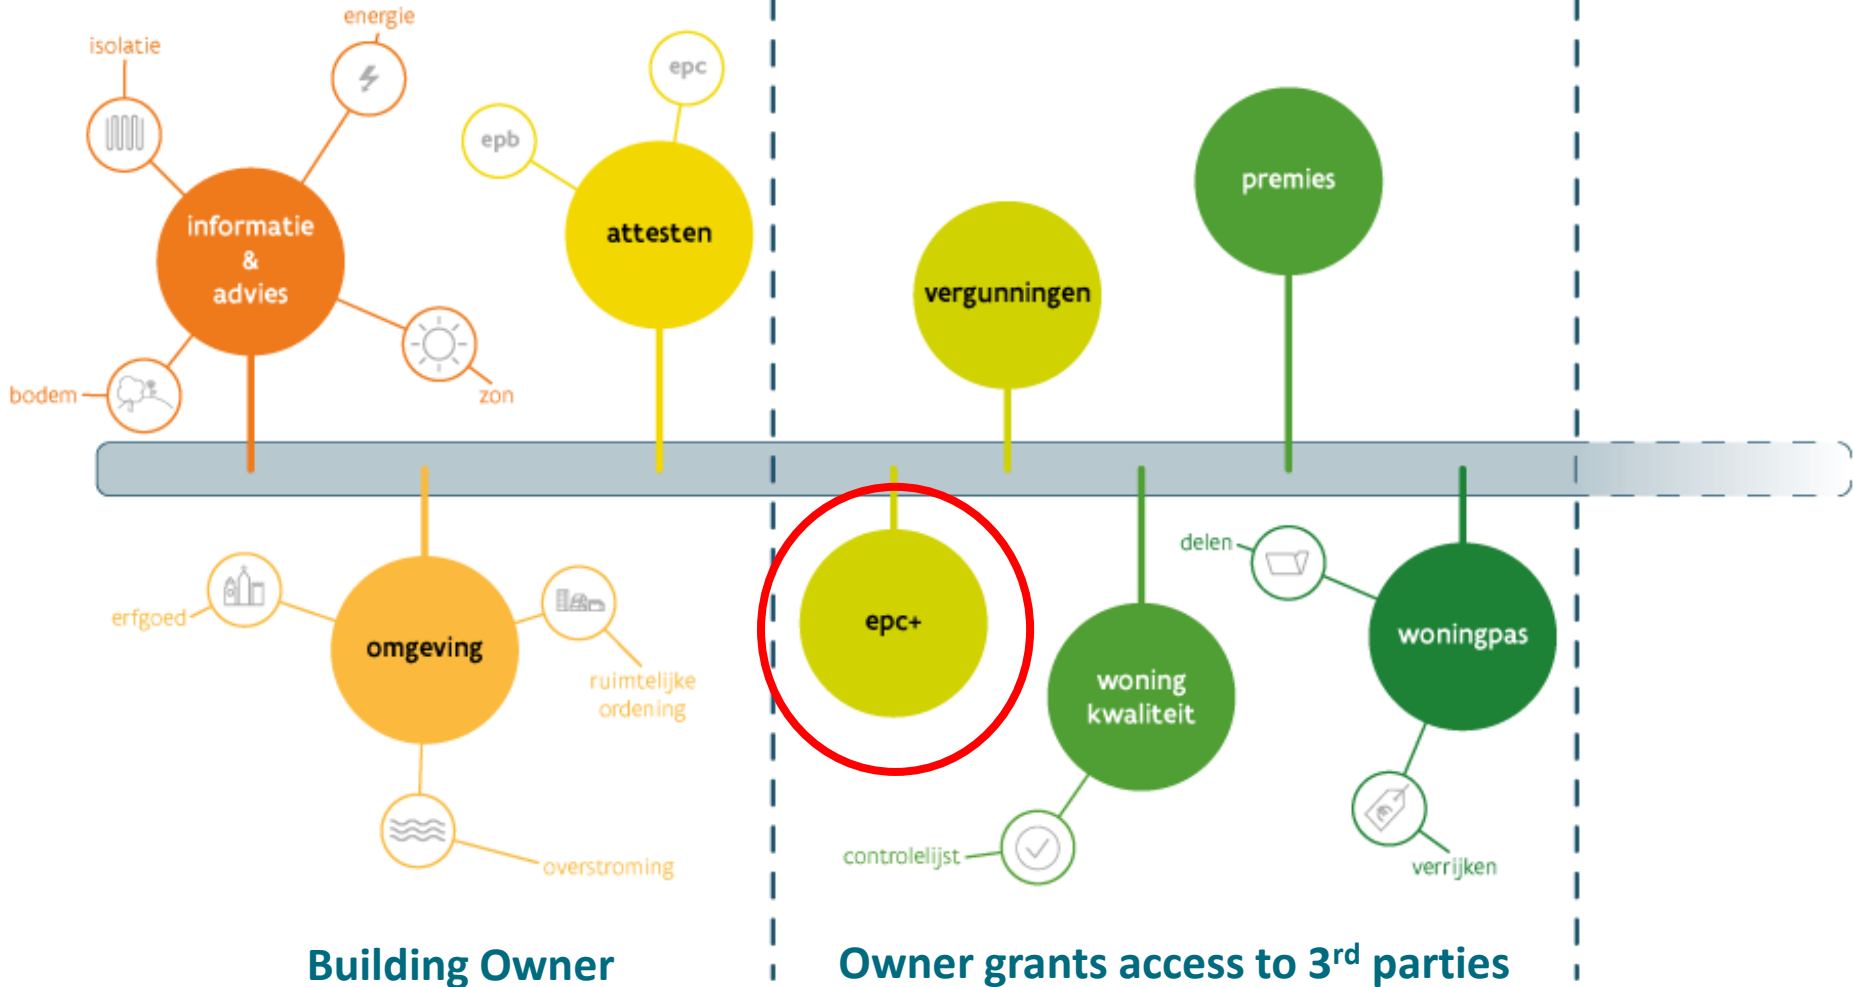 energie
isolatie
epc
epb
informatie
&
advies
attesten
bodem
zon
vergunningen
premies
erfgoed
omgeving
ruimtelijke
ordening
overstroming
epc+
woning
kwaliteit
controlelijst
delen
woningpas
verrijken
Building Owner
Owner grants access to 3rd parties